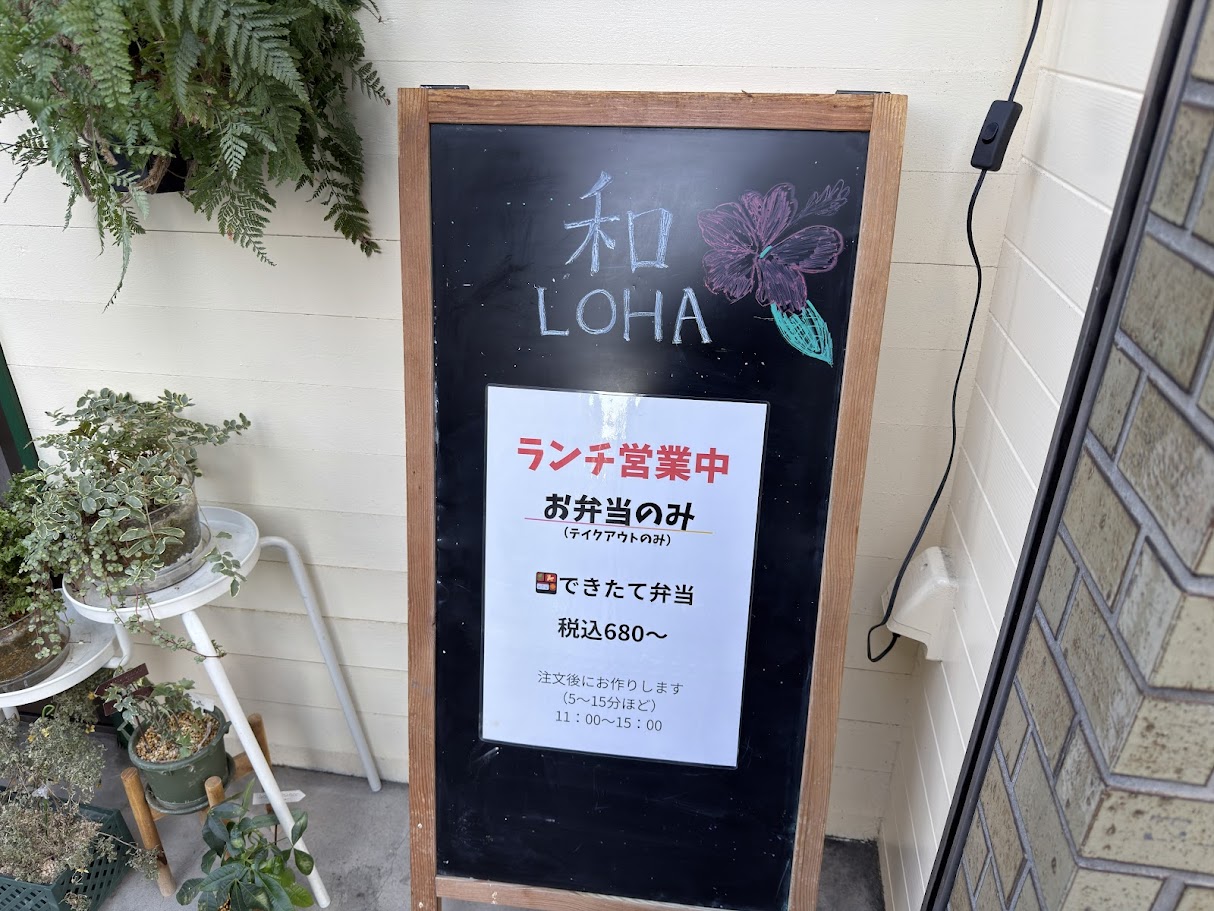 和
LOHA
ランチ営業中
お弁当のみ
（テイクアウトのみ）
🍱できたて弁当
税込680～
注文後にお作りします
（5～15分ほど）
11：00～15：00